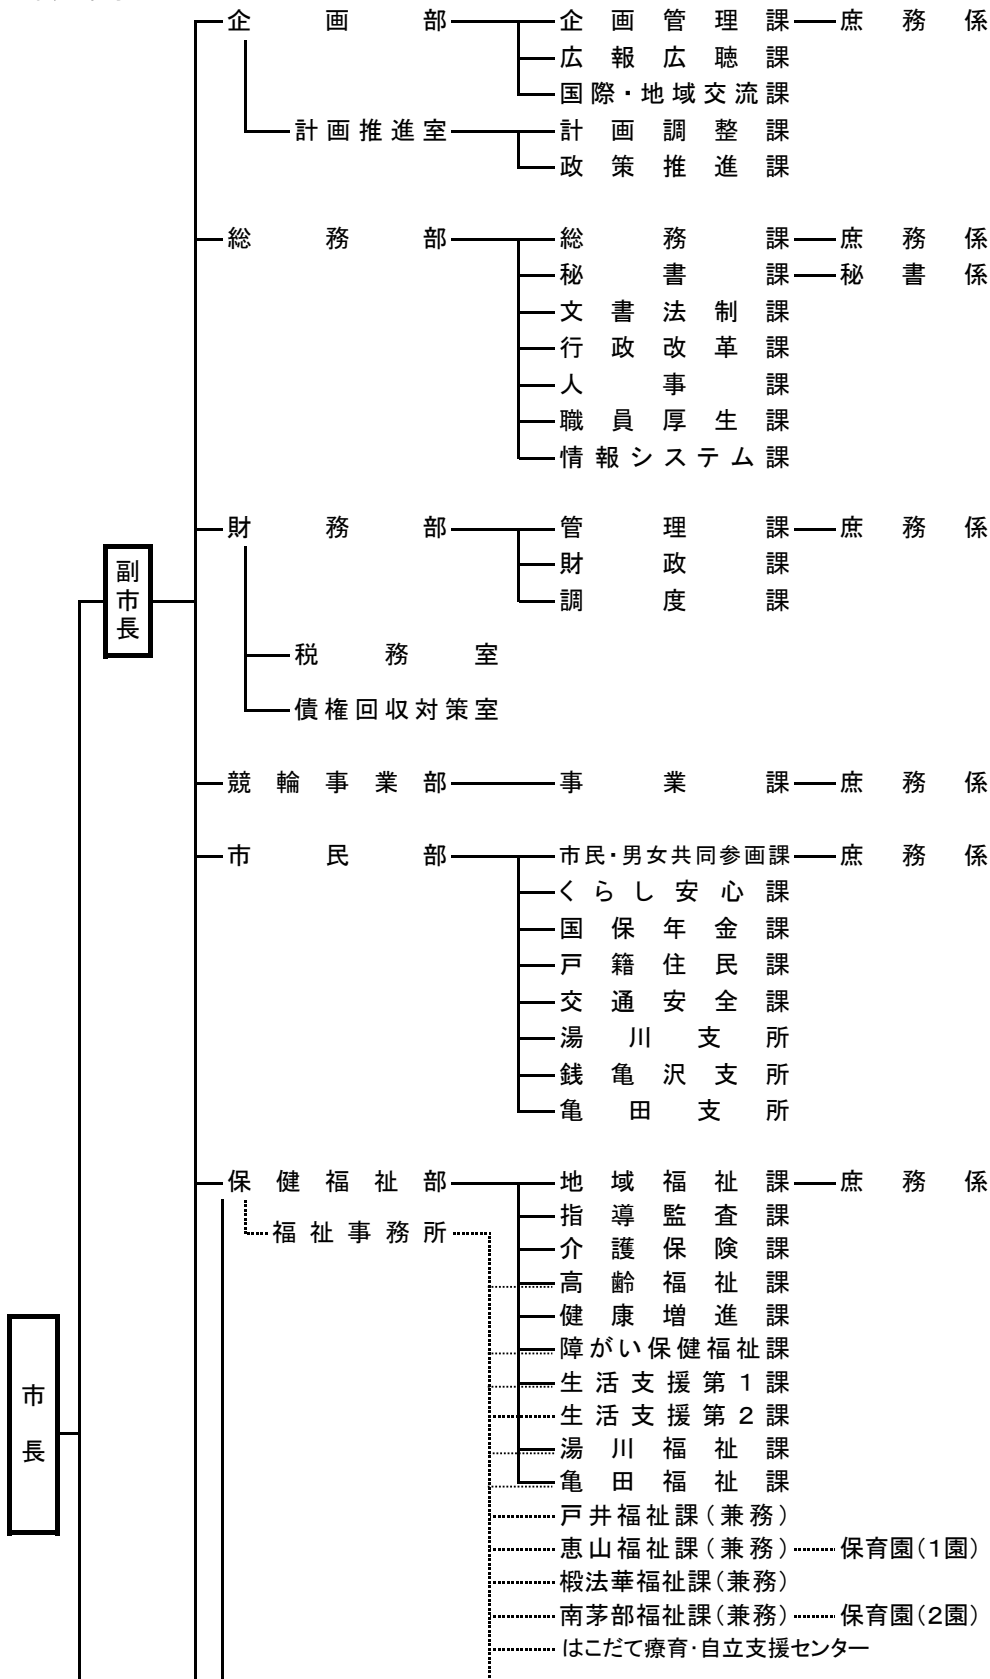 企画部 企画管理課 庶務係
広報広聴課
国際・地域交流課
計画推進室 計画調整課
政策推進課
総務部 総務課 庶務係
秘書課 秘書係
文書法制課
行政改革課
人事課
職員厚生課
情報システム課
財務部 管理課 庶務係
財政課
調度課
副市長
税務室
債権回収対策室
競輪事業部 事業課 庶務係
市民部 市民・男女共同参画課 庶務係
くらし安心課
国保年金課
戸籍住民課
交通安全課
湯川支所
銭亀沢支所
亀田支所
保健福祉部 地域福祉課 庶務係
福祉事務所 指導監査課
介護保険課
高齢福祉課
健康増進課
障がい保健福祉課
生活支援第1課
生活支援第2課
市長
湯川福祉課
亀田福祉課
戸井福祉課(兼務)
恵山福祉課(兼務) 保育園(1園)
椴法華福祉課(兼務)
南茅部福祉課(兼務) 保育園(2園)
はこだて療育・自立支援センター